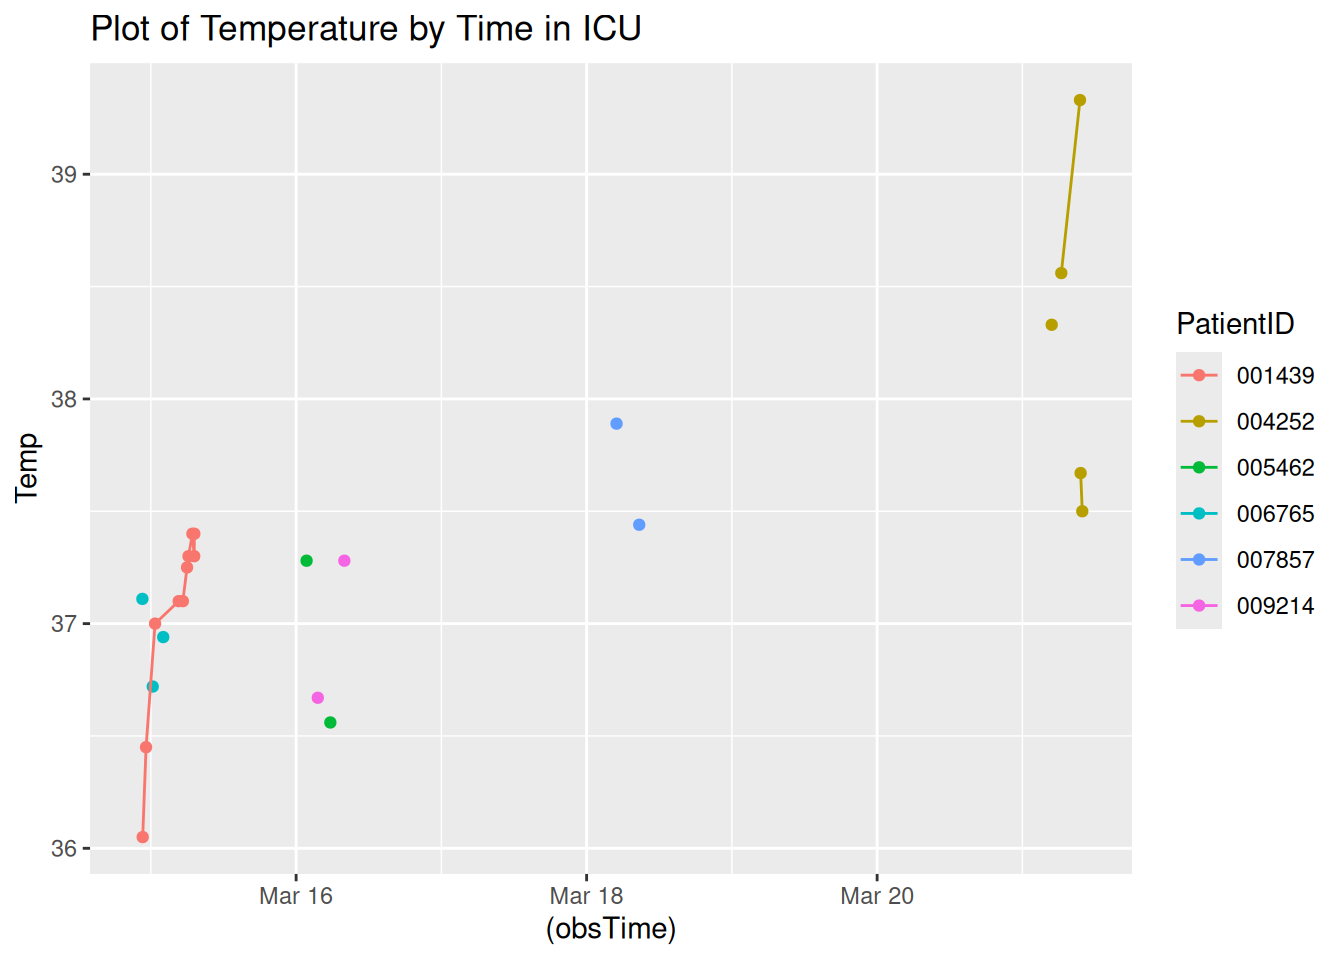 Plot of Temperature by Time in ICU
39
38
37
36
Temp
Mar 16
Mar 18
Mar 20
(obsTime)
PatientID
001439
004252
005462
006765
007857
009214